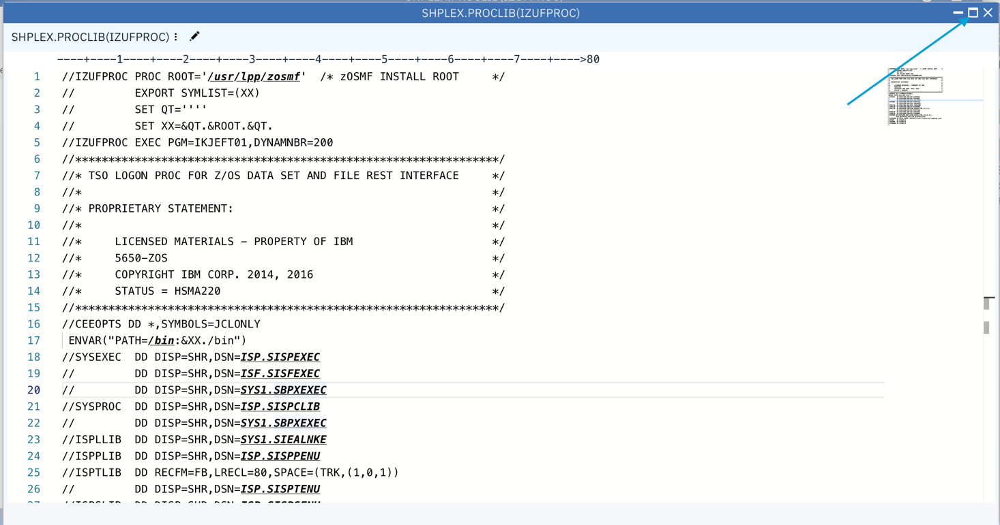 SHPLEX.PROCLIB(IZUFPROC)
SHPLEX.PROCLIB(IZUFPROC)
----+----1----+----2----+----3----+----4----+----5----+----6----+----7----+---->80
1 //IZUFPROC PROC ROOT='/usr/lpp/zosmf'   /* zOSMF INSTALL ROOT     */
2 //         EXPORT SYMLIST=(XX)
3 //         SET QT=''''
4 //         SET XX=&QT.&ROOT.&QT.
5 //IZUFPROC EXEC PGM=IKJEFT01,DYNAMNBR=200
6 //****************************************************************/
7 //* TSO LOGON PROC FOR Z/OS DATA SET AND FILE REST INTERFACE     */
8 //*                                                              */
9 //* PROPRIETARY STATEMENT:                                       */
10 //*                                                              */
11 //*     LICENSED MATERIALS - PROPERTY OF IBM                     */
12 //*     5650-ZOS                                                 */
13 //*     COPYRIGHT IBM CORP. 2014, 2016                           */
14 //*     STATUS = HSMA220                                         */
15 //****************************************************************/
16 //CEEOPTS DD *,SYMBOLS=JCLONLY
17  ENVAR("PATH=/bin:&XX./bin")
18 //SYSEXEC  DD DISP=SHR,DSN=ISP.SISPEXEC
19 //         DD DISP=SHR,DSN=ISF.SISFEXEC
20 //         DD DISP=SHR,DSN=SYS1.SBPXEXEC
21 //SYSPROC  DD DISP=SHR,DSN=ISP.SISPCLIB
22 //         DD DISP=SHR,DSN=SYS1.SBPXEXEC
23 //ISPLLIB  DD DISP=SHR,DSN=SYS1.SIEALNKE
24 //ISPPLIB  DD DISP=SHR,DSN=ISP.SISPPENU
25 //ISPTLIB  DD RECFM=FB,LRECL=80,SPACE=(TRK,(1,0,1))
26 //         DD DISP=SHR,DSN=ISP.SISPTENU